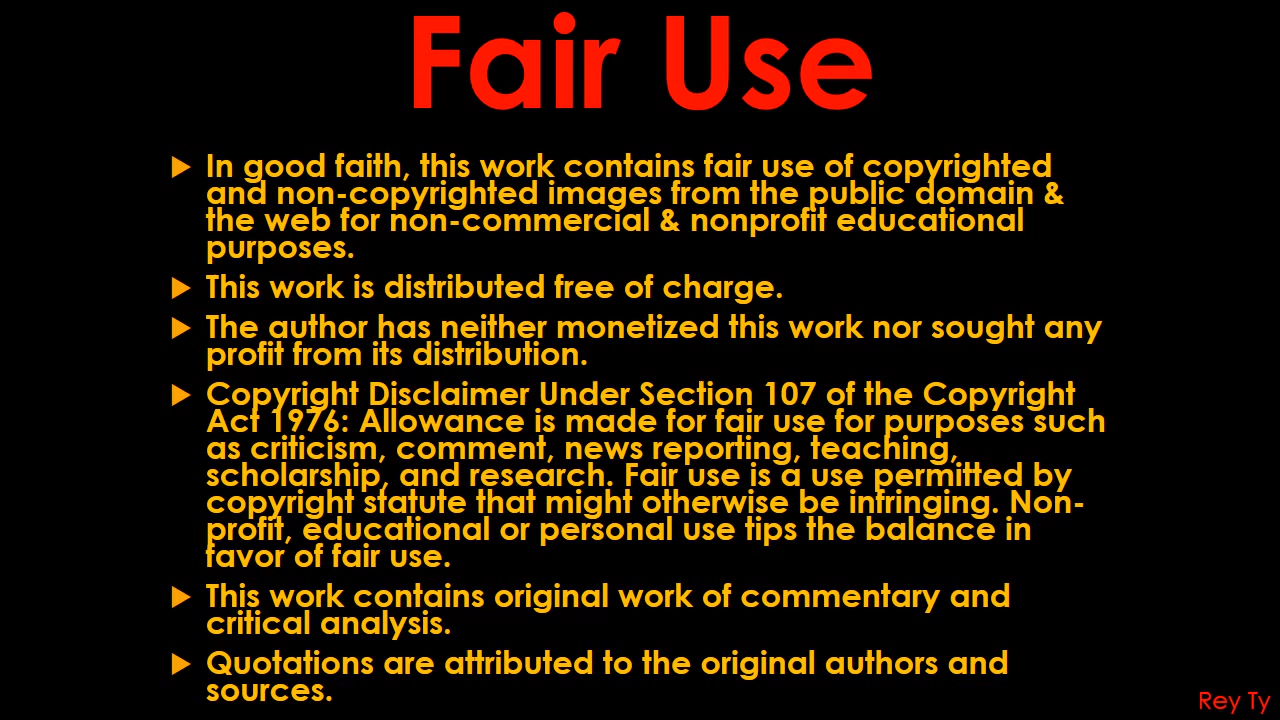 Fair Use
In good faith, this work contains fair use of copyrighted
and non-copyrighted images from the public domain &
the web for non-commercial & nonprofit educational
purposes.
This work is distributed free of charge.
The author has neither monetized this work nor sought any
profit from its distribution.
Copyright Disclaimer Under Section 107 of the Copyright
Act 1976: Allowance is made for fair use for purposes such
as criticism, comment, news reporting, teaching,
scholarship, and research. Fair use is a use permitted by
copyright statute that might otherwise be infringing. Non-
profit, educational or personal use tips the balance in
favor of fair use.
This work contains original work of commentary and
critical analysis.
Quotations are attributed to the original authors and
sources.
Rey Ty